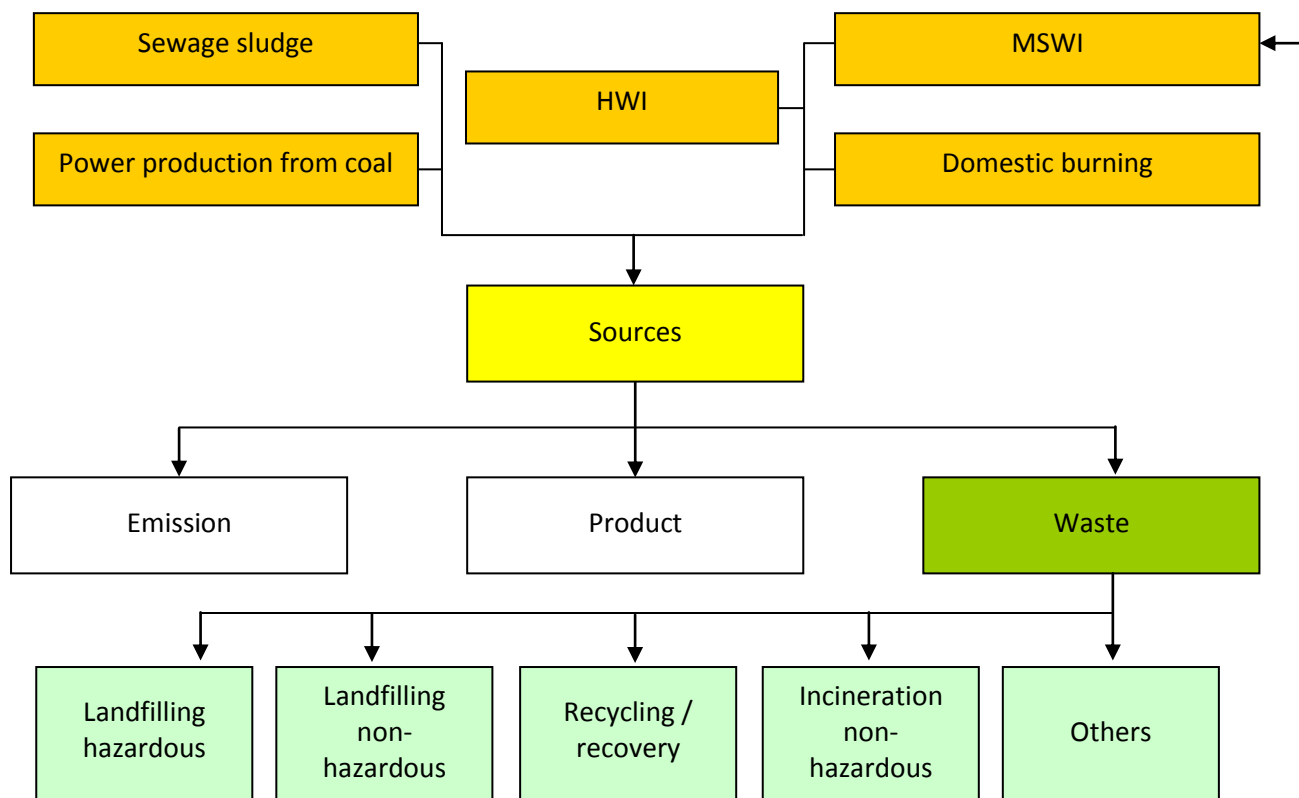 Sewage sludge
MSWI
HWI
Power production from coal
Domestic burning
Sources
Emission
Product
Waste
Landfilling
hazardous
Landfilling
non-
hazardous
Recycling /
recovery
Incineration
non-
hazardous
Others